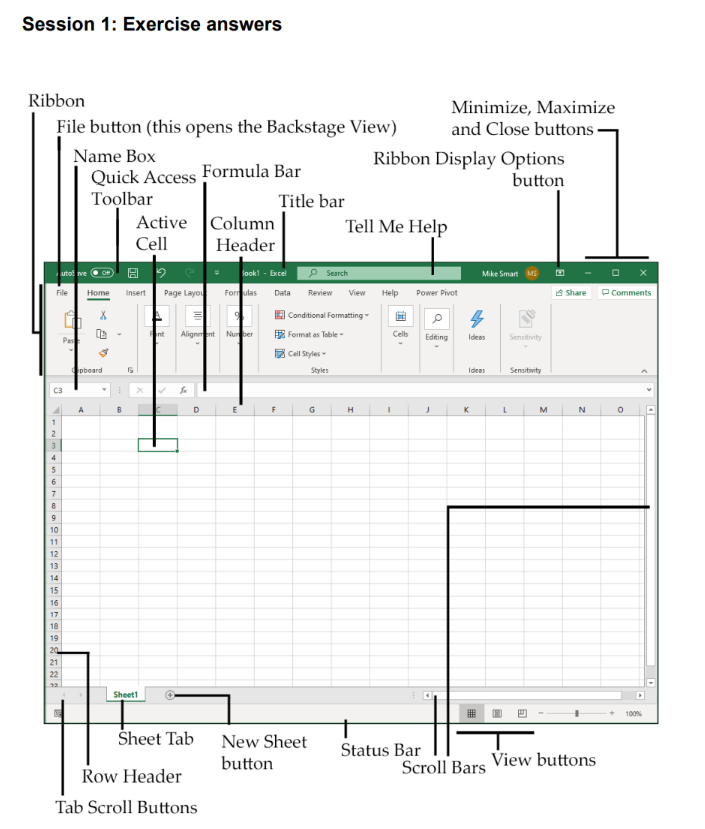 Session 1: Exercise answers
Ribbon
Minimize, Maximize
and Close buttons
File button (this opens the Backstage View)
Name Box
Ribbon Display Options
button
Quick Access
Toolbar
Formula Bar
Title bar
Active
Cell
Column
Header
Tell Me Help
Off Book1 - Excel Search Mike Smart MS
File Home Insert Page Layout Formulas Data Review View Help Power Pivot Share Comments
Conditional Formatting
Format as Table
Cell Styles
Paste Font Alignment Number Cells Editing Ideas Sensitivity
Clipboard Styles Ideas Sensitivity
C3 fx
A B C D E F G H I J K L M N O
1
2
3
4
5
6
7
8
9
10
11
12
13
14
15
16
17
18
19
20
21
22
23
Sheet1
100%
Sheet Tab
New Sheet
button
Status Bar
Scroll Bars
View buttons
Row Header
Tab Scroll Buttons